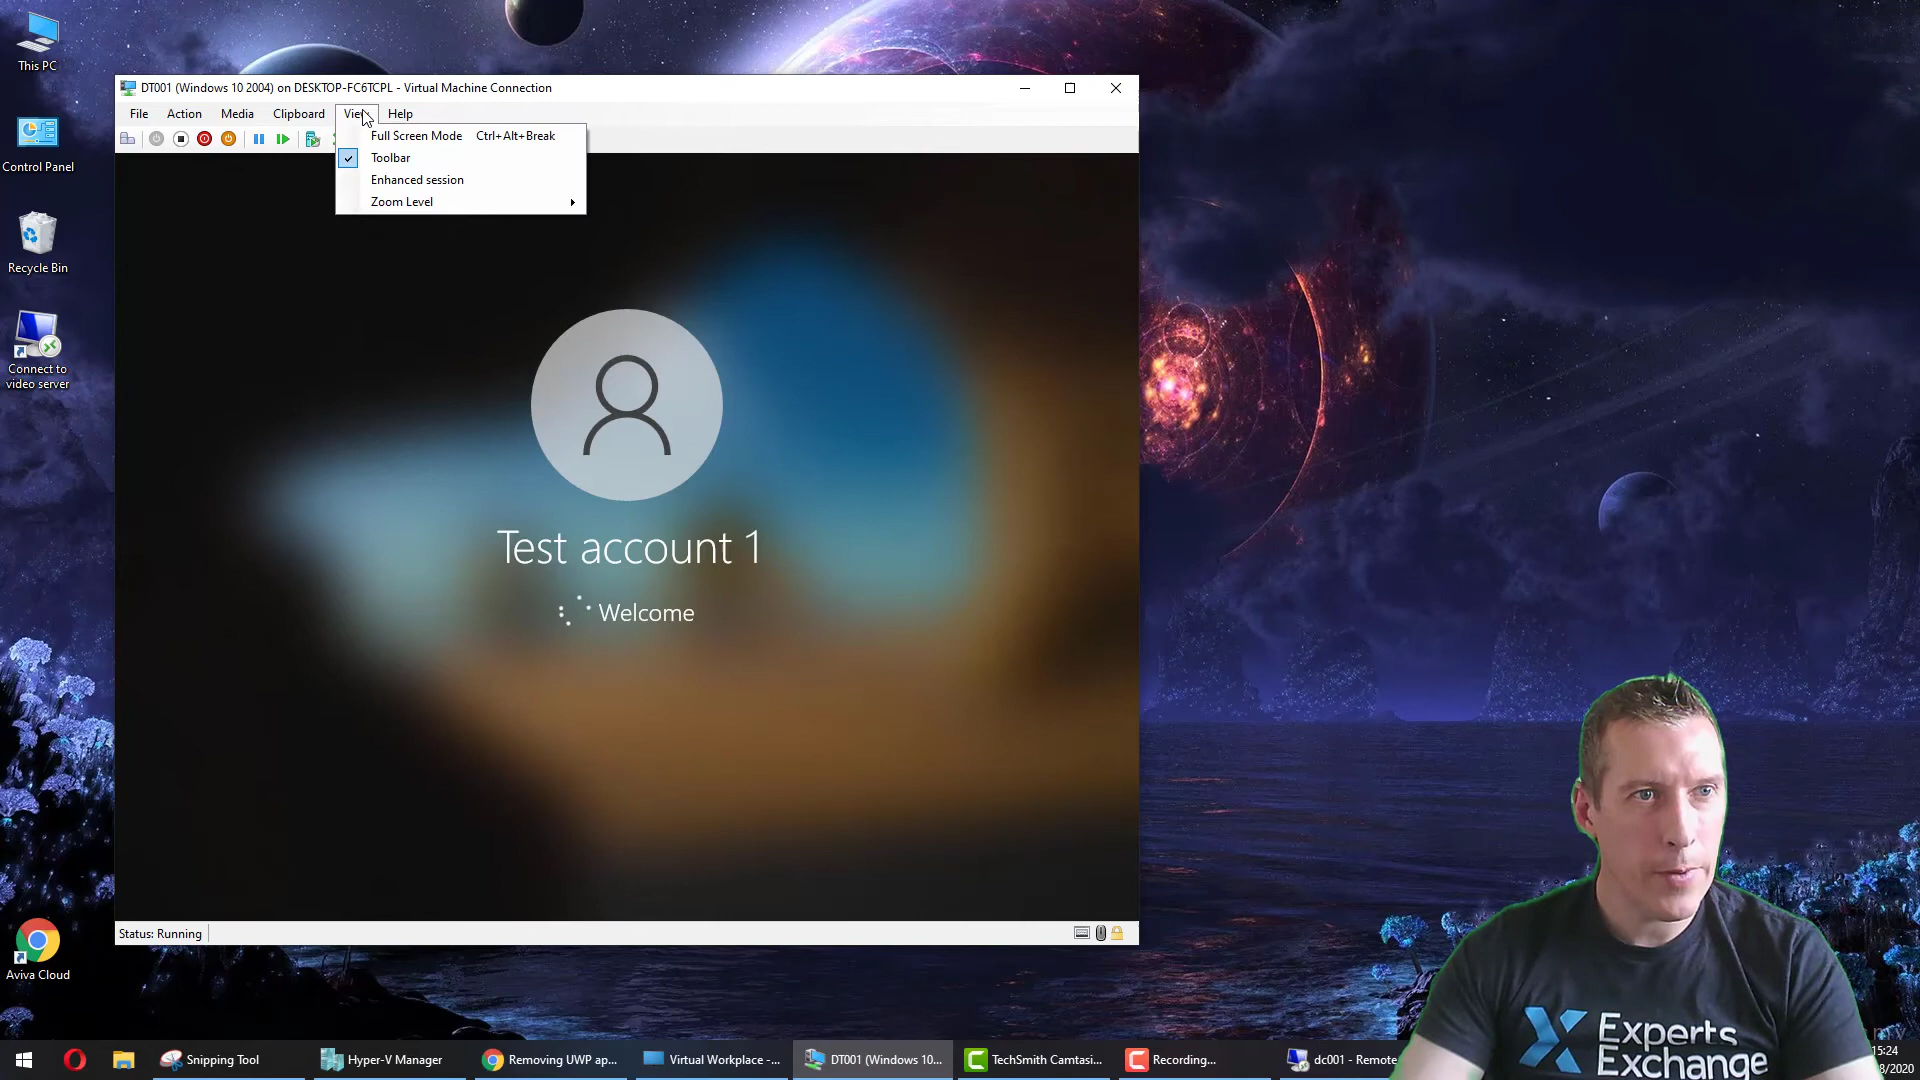 This PC
Control Panel
Recycle Bin
Connect to
video server
Aviva Cloud
DT001 (Windows 10 2004) on DESKTOP-FC6TCPL - Virtual Machine Connection
File Action Media Clipboard View Help
Full Screen Mode Ctrl+Alt+Break
Toolbar
Enhanced session
Zoom Level
Test account 1
Welcome
Status: Running
Experts
Exchange
Snipping Tool
Hyper-V Manager
Removing UWP ap...
Virtual Workplace -...
DT001 (Windows 10...
TechSmith Camtasi...
Recording...
dc001 - Remote
15:24
8/2020